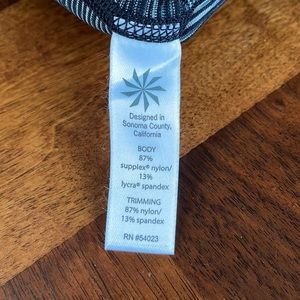 Designed in
Sonoma County,
California
BODY
87%
supplex® nylon/
13%
lycra® spandex
TRIMMING
87% nylon/
13% spandex
RN #54023